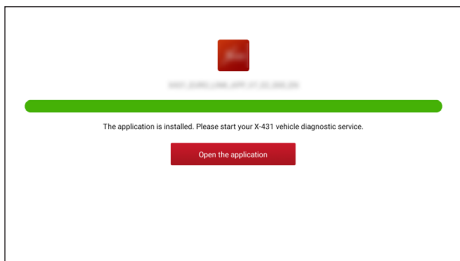 The application is installed. Please start your X-431 vehicle diagnostic service.
Open the application